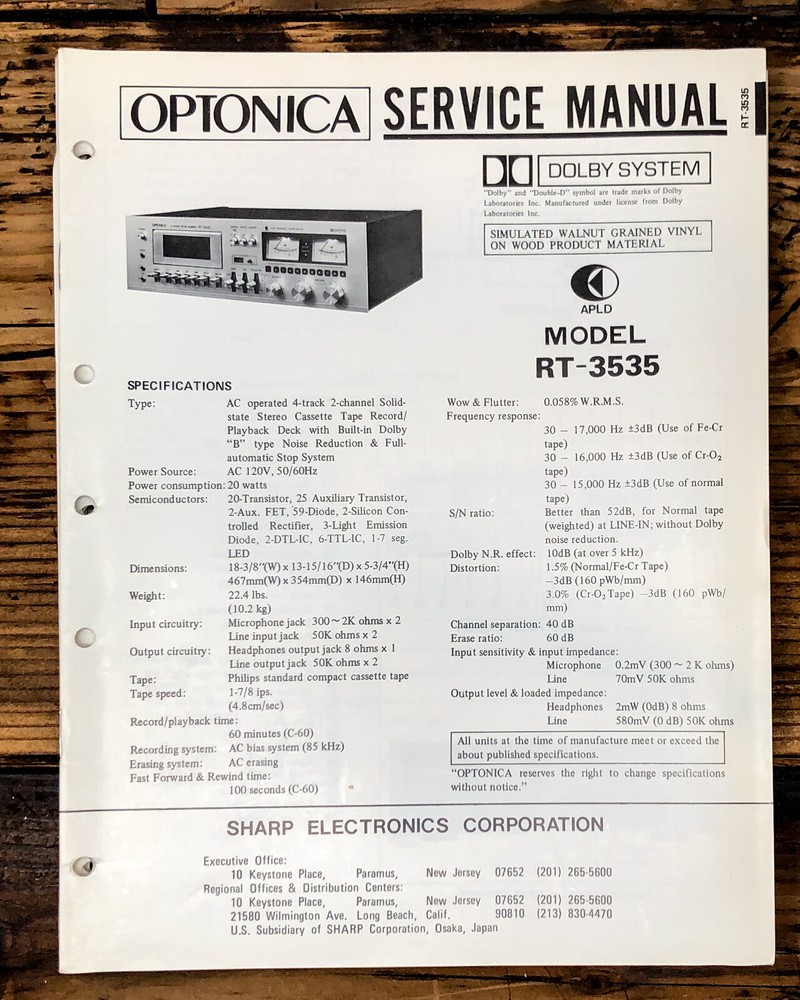 OPTONICA SERVICE MANUAL
RT-3535
DOLBY SYSTEM
"Dolby" and "Double-D" symbol are trade marks of Dolby
Laboratories Inc. Manufactured under license from Dolby
Laboratories Inc.
SIMULATED WALNUT GRAINED VINYL
ON WOOD PRODUCT MATERIAL
APLD
MODEL
RT-3535
SPECIFICATIONS
Type: AC operated 4-track 2-channel Solid-
state Stereo Cassette Tape Record/
Playback Deck with Built-in Dolby
"B" type Noise Reduction & Full-
automatic Stop System
Power Source: AC 120V, 50/60Hz
Power consumption: 20 watts
Semiconductors: 20-Transistor, 25 Auxiliary Transistor,
2-Aux. FET, 59-Diode, 2-Silicon Con-
trolled Rectifier, 3-Light Emission
Diode, 2-DTL-IC, 6-TTL-IC, 1-7 seg.
LED
Dimensions: 18-3/8"(W) x 13-15/16"(D) x 5-3/4"(H)
467mm(W) x 354mm(D) x 146mm(H)
Weight: 22.4 lbs.
(10.2 kg)
Input circuitry: Microphone jack 300~2K ohms x 2
Line input jack 50K ohms x 2
Output circuitry: Headphones output jack 8 ohms x 1
Line output jack 50K ohms x 2
Tape: Philips standard compact cassette tape
Tape speed: 1-7/8 ips.
(4.8cm/sec)
Record/playback time:
60 minutes (C-60)
Recording system: AC bias system (85 kHz)
Erasing system: AC erasing
Fast Forward & Rewind time:
100 seconds (C-60)
Wow & Flutter: 0.058% W.R.M.S.
Frequency response:
30 – 17,000 Hz ±3dB (Use of Fe-Cr
tape)
30 – 16,000 Hz ±3dB (Use of Cr-O₂
tape)
30 – 15,000 Hz ±3dB (Use of normal
tape)
S/N ratio: Better than 52dB, for Normal tape
(weighted) at LINE-IN; without Dolby
noise reduction.
Dolby N.R. effect: 10dB (at over 5 kHz)
Distortion: 1.5% (Normal/Fe-Cr Tape)
–3dB (160 pWb/mm)
3.0% (Cr-O₂ Tape) –3dB (160 pWb/
mm)
Channel separation: 40 dB
Erase ratio: 60 dB
Input sensitivity & input impedance:
Microphone 0.2mV (300 ~ 2 K ohms)
Line 70mV 50K ohms
Output level & loaded impedance:
Headphones 2mW (0dB) 8 ohms
Line 580mV (0 dB) 50K ohms
All units at the time of manufacture meet or exceed the
about published specifications.
"OPTONICA reserves the right to change specifications
without notice."
SHARP ELECTRONICS CORPORATION
Executive Office:
10 Keystone Place, Paramus, New Jersey 07652 (201) 265-5600
Regional Offices & Distribution Centers:
10 Keystone Place, Paramus, New Jersey 07652 (201) 265-5600
21580 Wilmington Ave. Long Beach, Calif. 90810 (213) 830-4470
U.S. Subsidiary of SHARP Corporation, Osaka, Japan